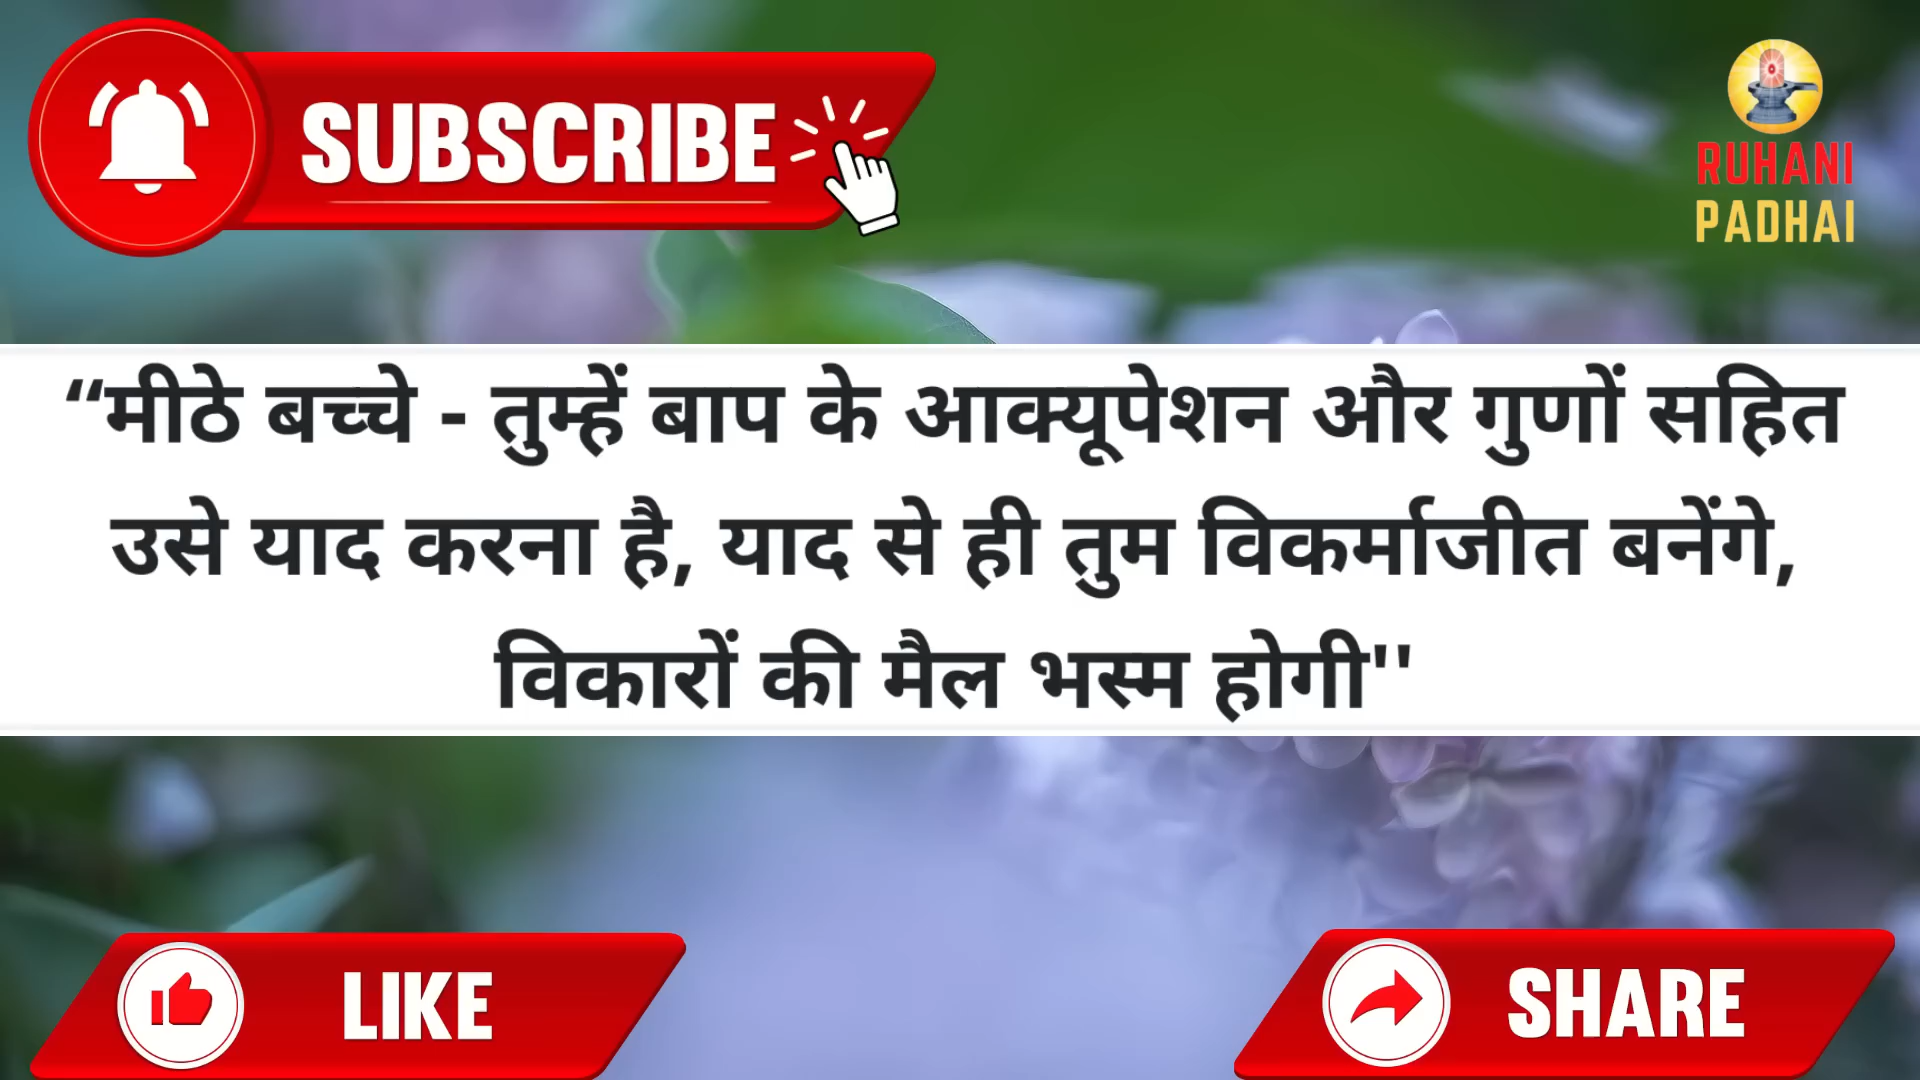 SUBSCRIBE
RUHANI
PADHAI
“मीठे बच्चे - तुम्हें बाप के आक्यूपेशन और गुणों सहित
उसे याद करना है, याद से ही तुम विकर्माजीत बनेंगे,
विकारों की मैल भस्म होगी''
LIKE
SHARE